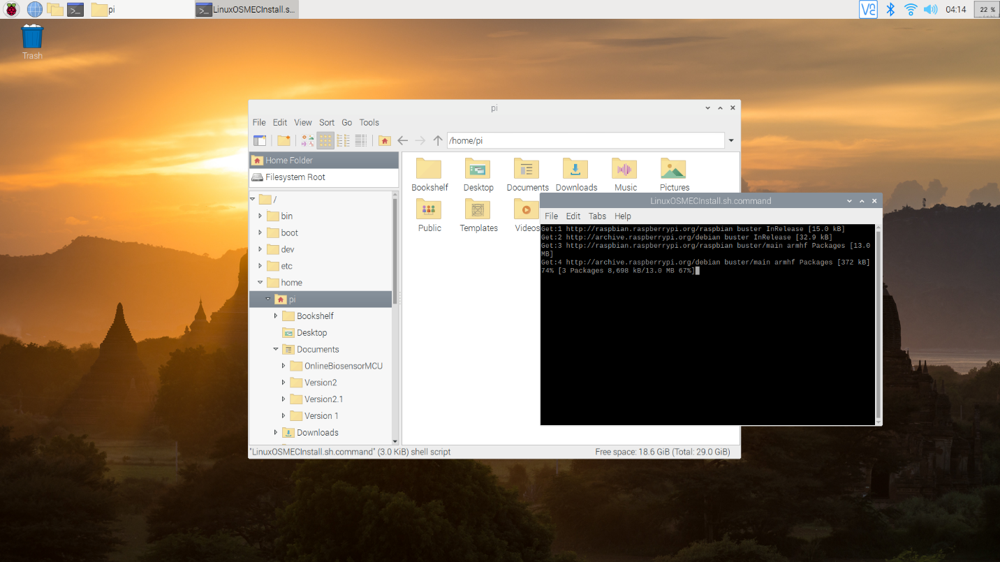 pi
LinuxOSMECInstall.s...
04:14
22 %
Trash
pi
File Edit View Sort Go Tools
/home/pi
Home Folder
Filesystem Root
/
bin
boot
dev
etc
home
pi
Bookshelf
Desktop
Documents
OnlineBiosensorMCU
Version2
Version2.1
Version 1
Downloads
Bookshelf Desktop Documents Downloads Music Pictures
Public Templates Videos
"LinuxOSMECInstall.sh.command" (3.0 KiB) shell script
Free space: 18.6 GiB (Total: 29.0 GiB)
LinuxOSMECInstall.sh.command
File Edit Tabs Help
Get:1 http://raspbian.raspberrypi.org/raspbian buster InRelease [15.0 kB]
Get:2 http://archive.raspberrypi.org/debian buster InRelease [32.9 kB]
Get:3 http://raspbian.raspberrypi.org/raspbian buster/main armhf Packages [13.0
MB]
Get:4 http://archive.raspberrypi.org/debian buster/main armhf Packages [372 kB]
74% [3 Packages 8,698 kB/13.0 MB 67%]